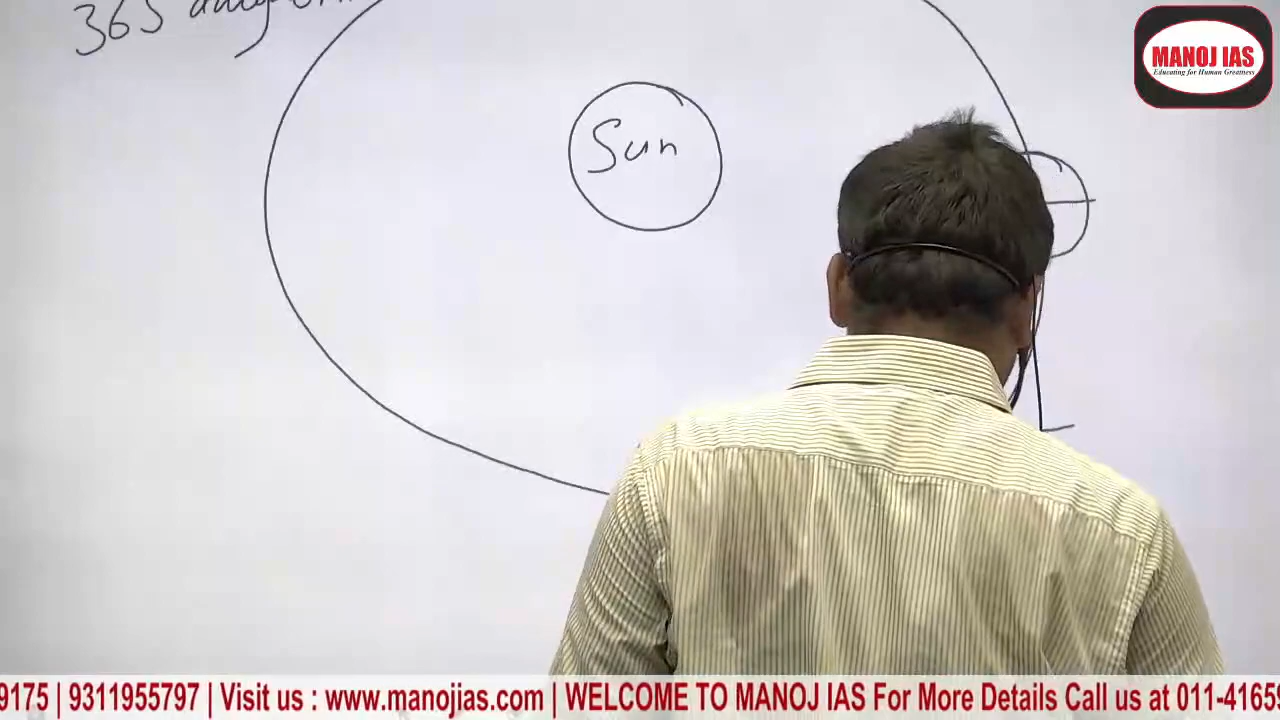 365 days
Sun
MANOJ IAS
Educating for Human Greatness
9175 | 9311955797 | Visit us : www.manojias.com | WELCOME TO MANOJ IAS For More Details Call us at 011-4165